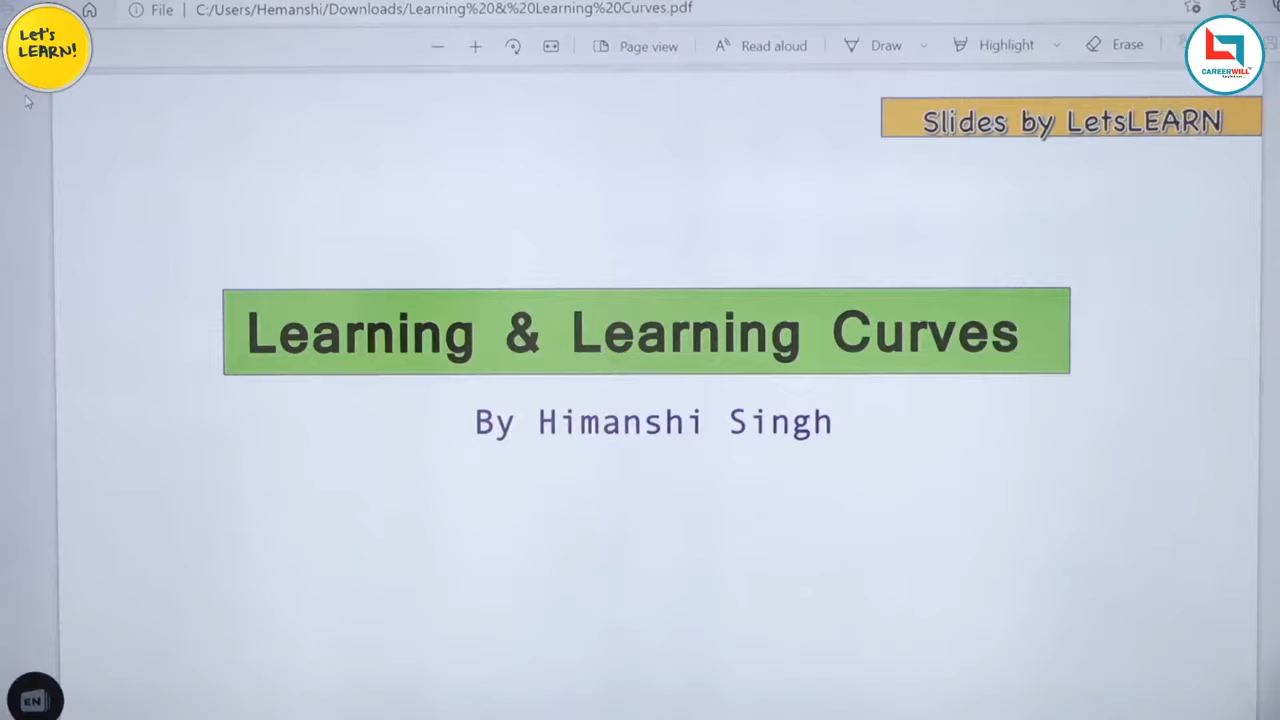 Let's
LEARN!
File | C:/Users/Hemanshi/Downloads/Learning%20&%20Learning%20Curves.pdf
Page view
Read aloud
Draw
Highlight
Erase
CAREERWILL
Slides by LetsLEARN
Learning & Learning Curves
By Himanshi Singh
EN